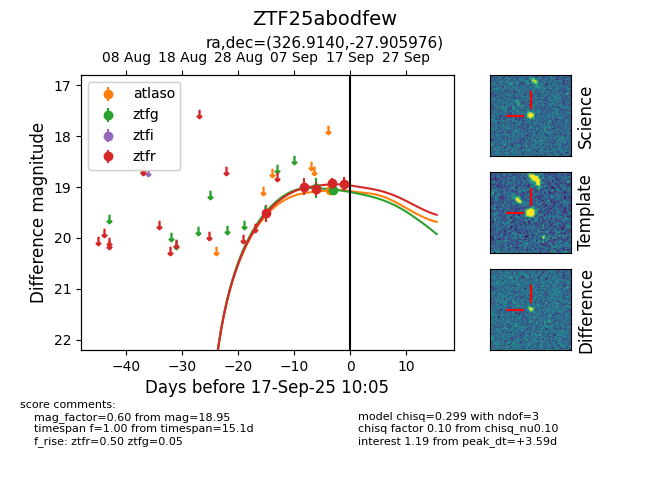 ZTF25abodfew
ra,dec=(326.9140,-27.905976)
08 Aug 18 Aug 28 Aug 07 Sep 17 Sep 27 Sep
17
18
19
20
21
22
Difference magnitude
atlaso
ztfg
ztfi
ztfr
−40 −30 −20 −10 0 10
Days before 17-Sep-25 10:05
Science
Template
Difference
score comments:
mag_factor=0.60 from mag=18.95
timespan f=1.00 from timespan=15.1d
f_rise: ztfr=0.50 ztfg=0.05
model chisq=0.299 with ndof=3
chisq factor 0.10 from chisq_nu0.10
interest 1.19 from peak_dt=+3.59d